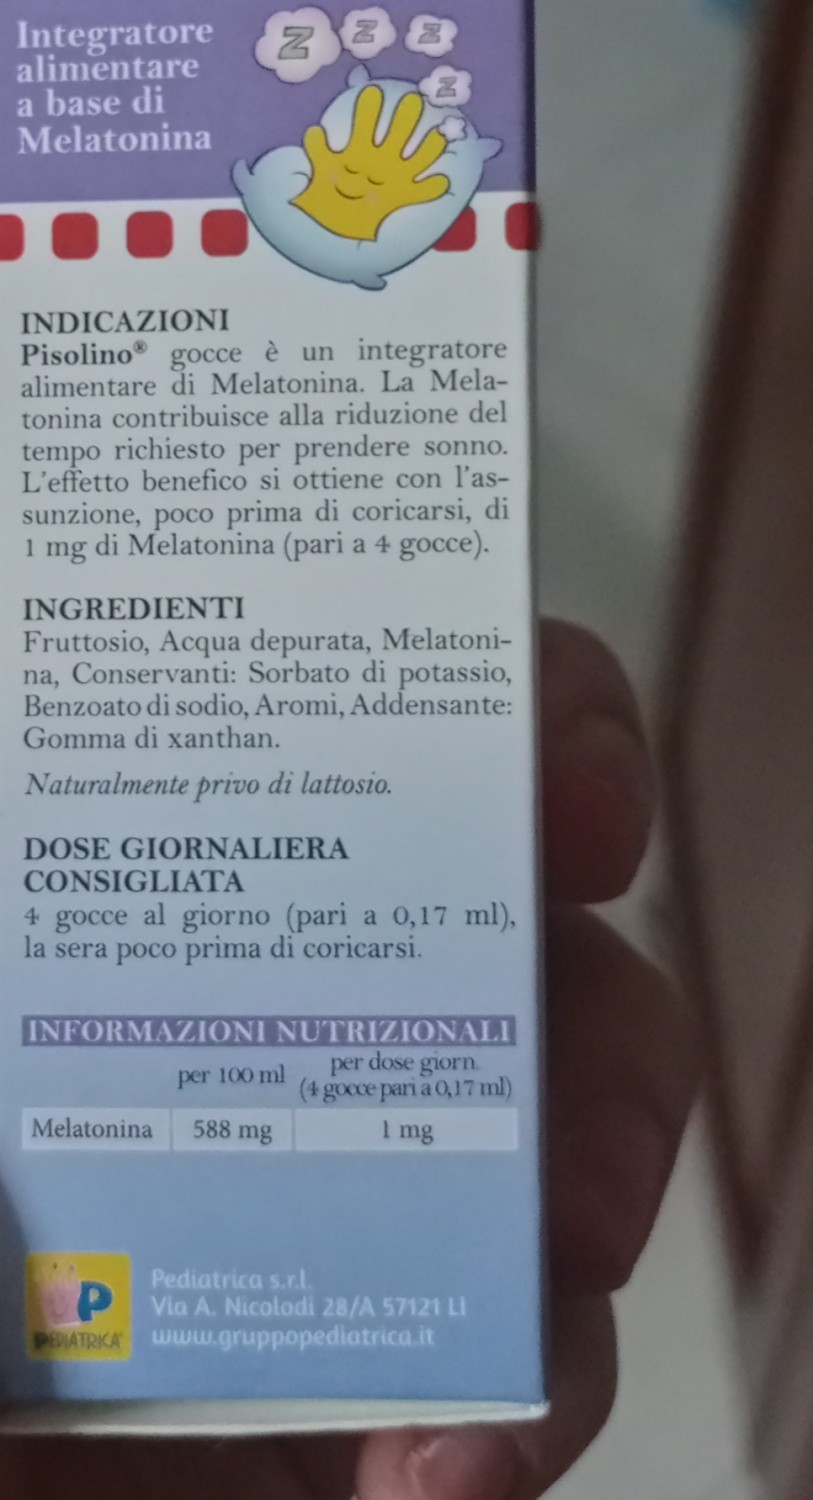 Integratore
alimentare
a base di
Melatonina
Z Z Z
Z
INDICAZIONI
Pisolino® gocce è un integratore
alimentare di Melatonina. La Mela-
tonina contribuisce alla riduzione del
tempo richiesto per prendere sonno.
L'effetto benefico si ottiene con l'as-
sunzione, poco prima di coricarsi, di
1 mg di Melatonina (pari a 4 gocce).
INGREDIENTI
Fruttosio, Acqua depurata, Melatoni-
na, Conservanti: Sorbato di potassio,
Benzoato di sodio, Aromi, Addensante:
Gomma di xanthan.
Naturalmente privo di lattosio.
DOSE GIORNALIERA
CONSIGLIATA
4 gocce al giorno (pari a 0,17 ml),
la sera poco prima di coricarsi.
INFORMAZIONI NUTRIZIONALI
per 100 ml per dose giorn.
(4 gocce pari a 0,17 ml)
Melatonina 588 mg 1 mg
P
PEDIATRICA
Pediatrica s.r.l.
Via A. Nicolodi 28/A 57121 LI
www.gruppopediatrica.it